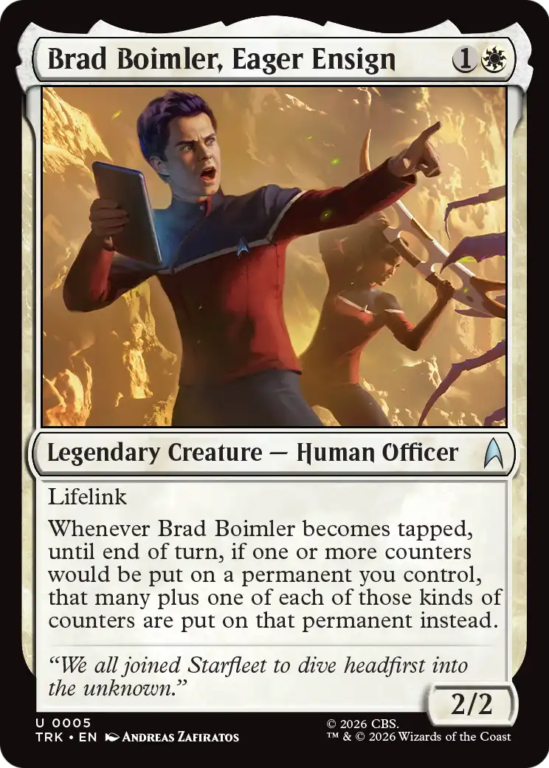 Brad Boimler, Eager Ensign 1
Legendary Creature — Human Officer
Lifelink
Whenever Brad Boimler becomes tapped,
until end of turn, if one or more counters
would be put on a permanent you control,
that many plus one of each of those kinds of
counters are put on that permanent instead.
“We all joined Starfleet to dive headfirst into
the unknown.”
2/2
U 0005
TRK • EN Andreas Zafiratos
© 2026 CBS.
™ & © 2026 Wizards of the Coast